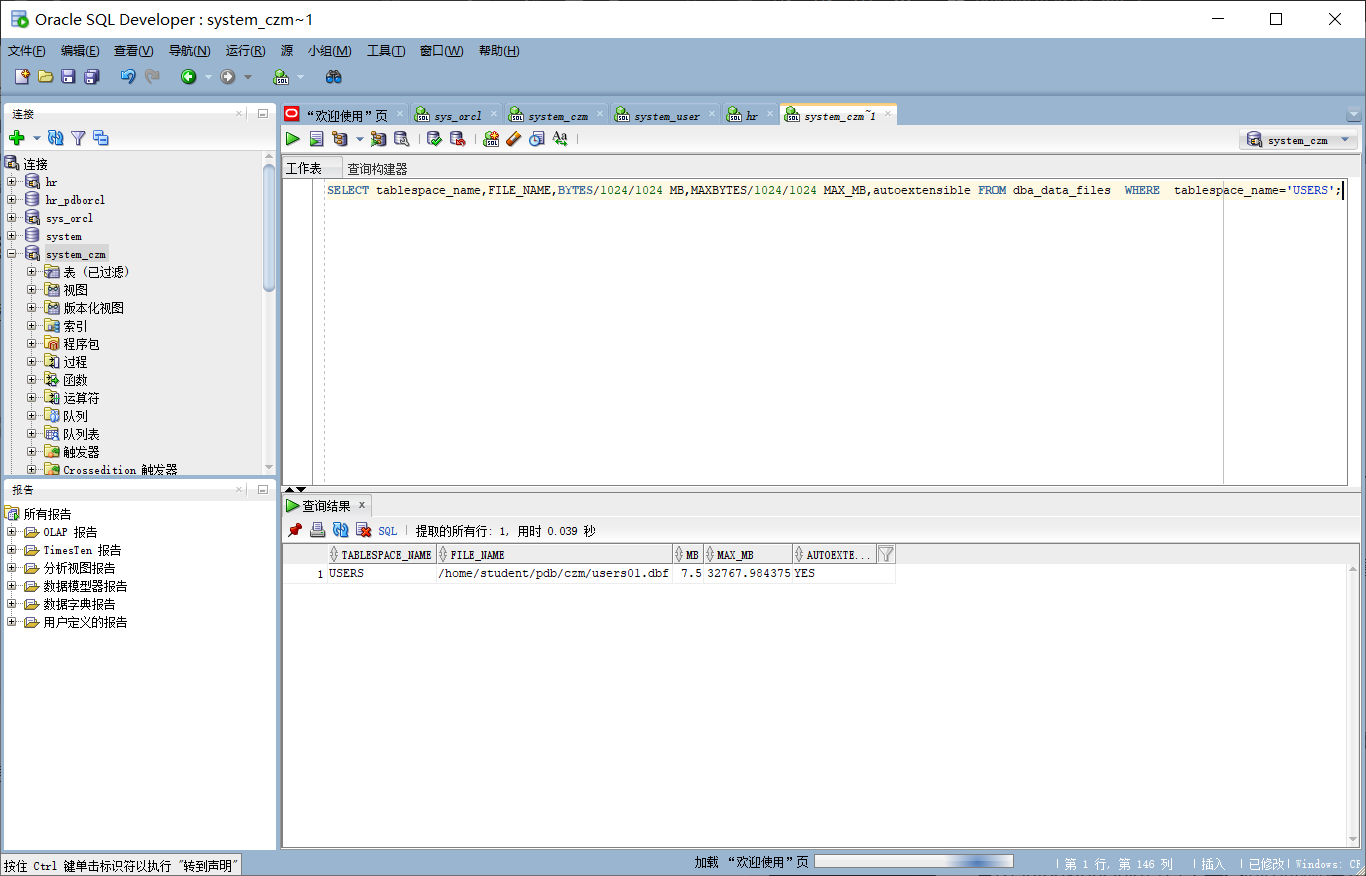 Oracle SQL Developer : system_czm~1
文件(F) 编辑(E) 查看(V) 导航(N) 运行(R) 源 小组(M) 工具(T) 窗口(W) 帮助(H)
连接
连接
hr
hr_pdborcl
sys_orcl
system
system_czm
表 (已过滤)
视图
版本化视图
索引
程序包
过程
函数
运算符
队列
队列表
触发器
Crossedition 触发器
报告
所有报告
OLAP 报告
TimesTen 报告
分析视图报告
数据模型器报告
数据字典报告
用户定义的报告
“欢迎使用”页 sys_orcl system_czm system_user hr system_czm~1
system_czm
工作表 查询构建器
SELECT tablespace_name,FILE_NAME,BYTES/1024/1024 MB,MAXBYTES/1024/1024 MAX_MB,autoextensible FROM dba_data_files  WHERE  tablespace_name='USERS';
查询结果
SQL | 提取的所有行: 1, 用时 0.039 秒
TABLESPACE_NAME FILE_NAME MB MAX_MB AUTOEXTE...
1 USERS /home/student/pdb/czm/users01.dbf 7.5 32767.984375 YES
按住 Ctrl 键单击标识符以执行 "转到声明"
加载 “欢迎使用”页
| 第 1 行, 第 146 列 | 插入 | 已修改 | Windows: CR